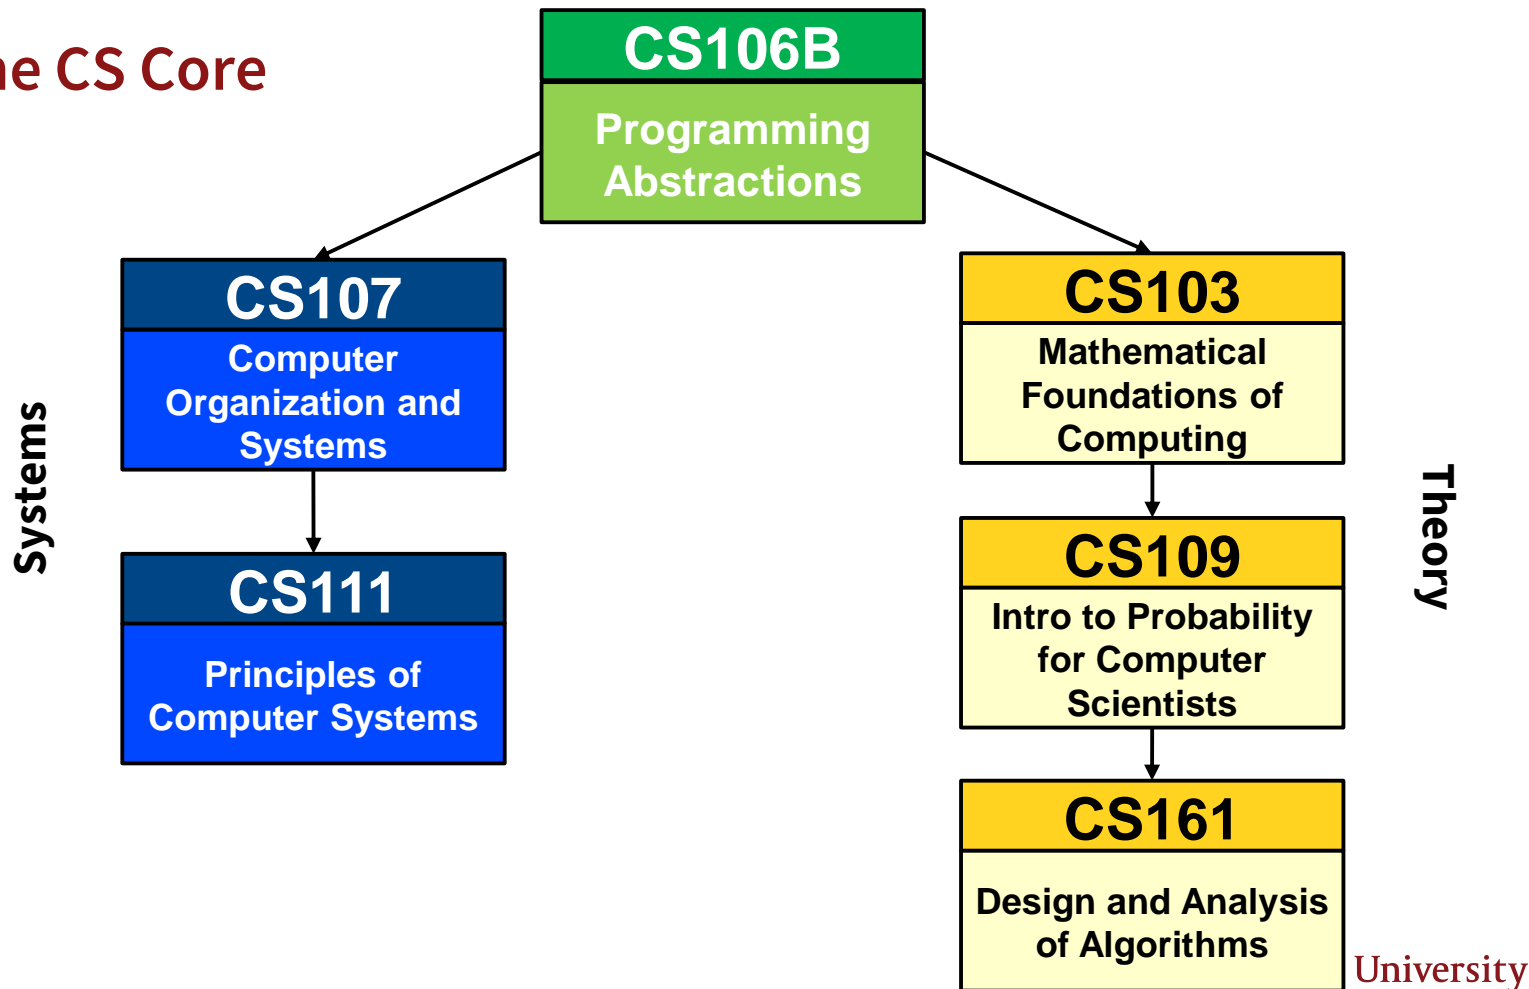 ne CS Core
CS106B
Programming
Abstractions
Systems
CS107
Computer
Organization and
Systems
CS111
Principles of
Computer Systems
CS103
Mathematical
Foundations of
Computing
CS109
Intro to Probability
for Computer
Scientists
CS161
Design and Analysis
of Algorithms
Theory
University